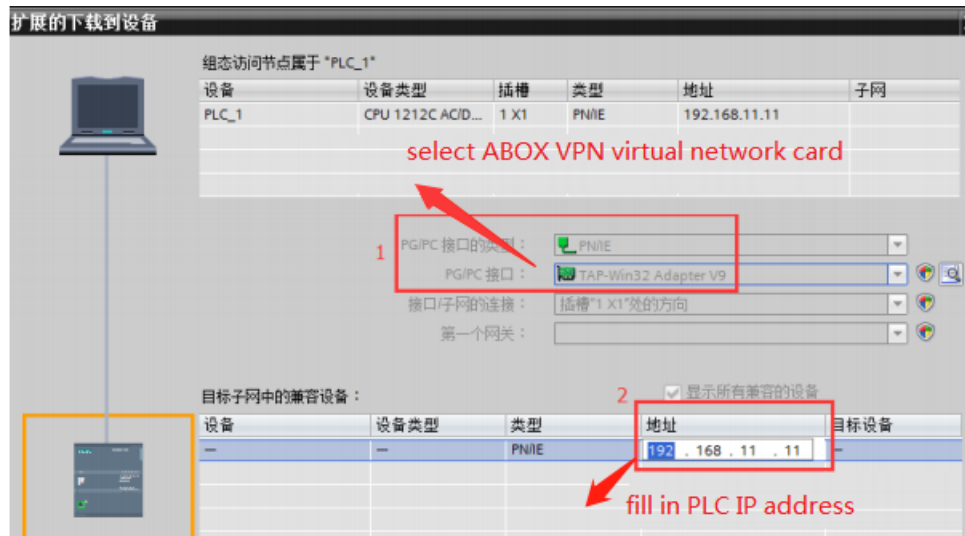 扩展的下载到设备
组态访问节点属于 "PLC_1"
设备 设备类型 插槽 类型 地址 子网
PLC_1 CPU 1212C AC/D... 1 X1 PN/IE 192.168.11.11
select ABOX VPN virtual network card
1
PG/PC 接口的类型： PN/IE
PG/PC 接口： TAP-Win32 Adapter V9
接口/子网的连接： 插槽"1 X1"处的方向
第一个网关：
目标子网中的兼容设备：
2
显示所有兼容的设备
设备 设备类型 类型 地址 目标设备
— — PN/IE 192 . 168 . 11 . 11 —
fill in PLC IP address